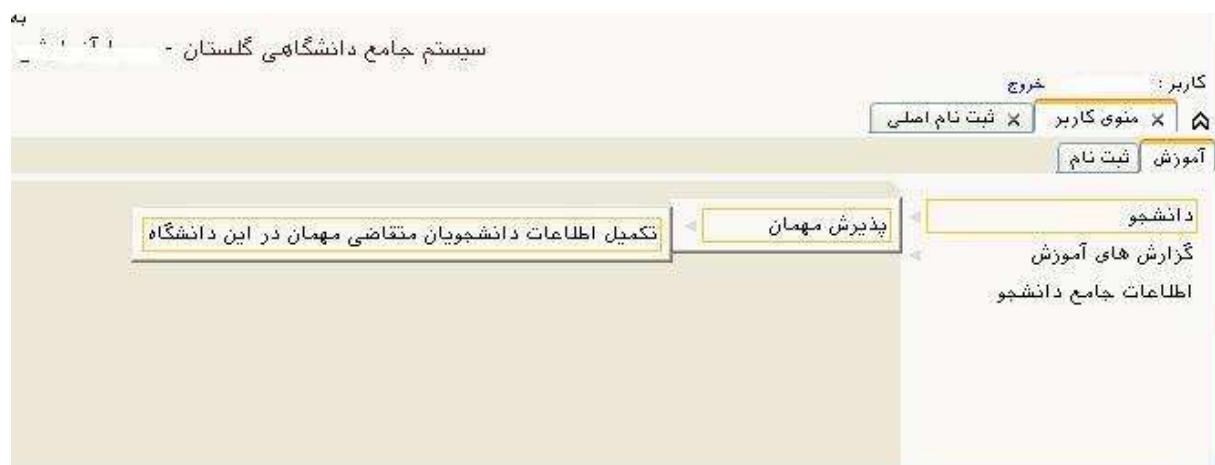 به
سیستم جامع دانشگاهی گلستان -
کاربر : خروج
منوی کاربر × ثبت نام اصلی ×
آموزش ثبت نام
دانشجو
پذیرش مهمان
تکمیل اطلاعات دانشجویان متقاضی مهمان در این دانشگاه
گزارش های آموزش
اطلاعات جامع دانشجو